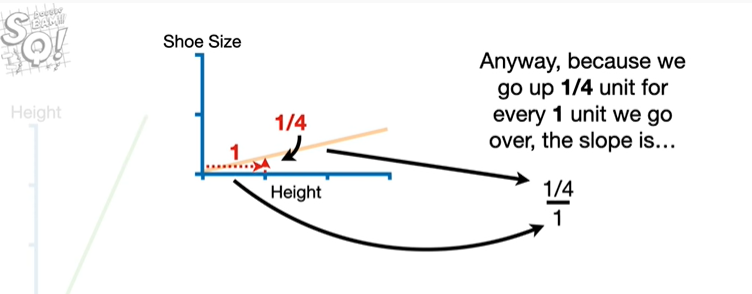 SQ!
Shoe Size
Anyway, because we
go up 1/4 unit for
every 1 unit we go
over, the slope is...
Height
1/4
1
Height
1/4
1